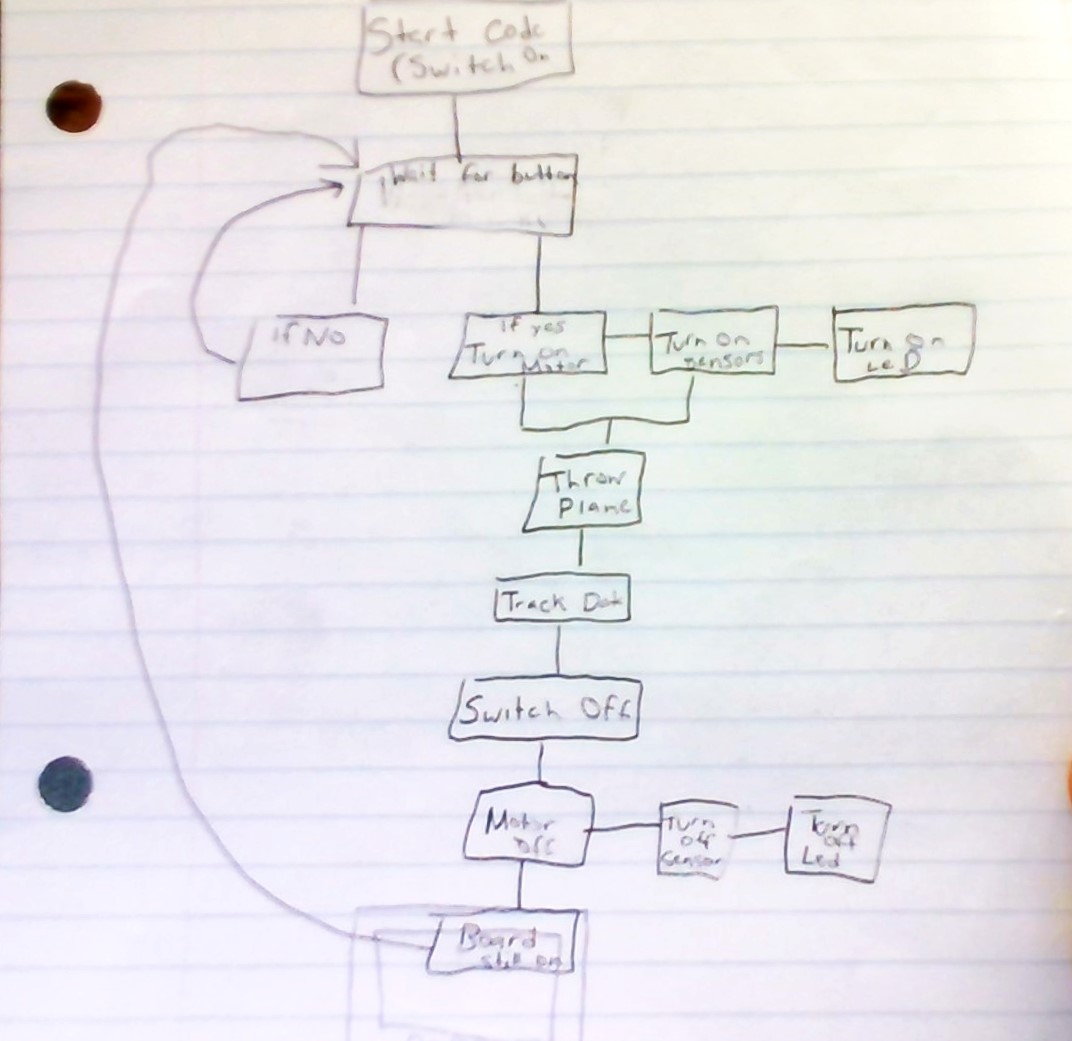 Start Code
(Switch On
Wait for button
if No
if yes
Turn on
Motor
Turn on
sensors
Turn on
LeD
Throw
Plane
Track Dat
Switch Off
Motor
Off
Turn
off
Sensor
Turn
off
Led
Board
still on